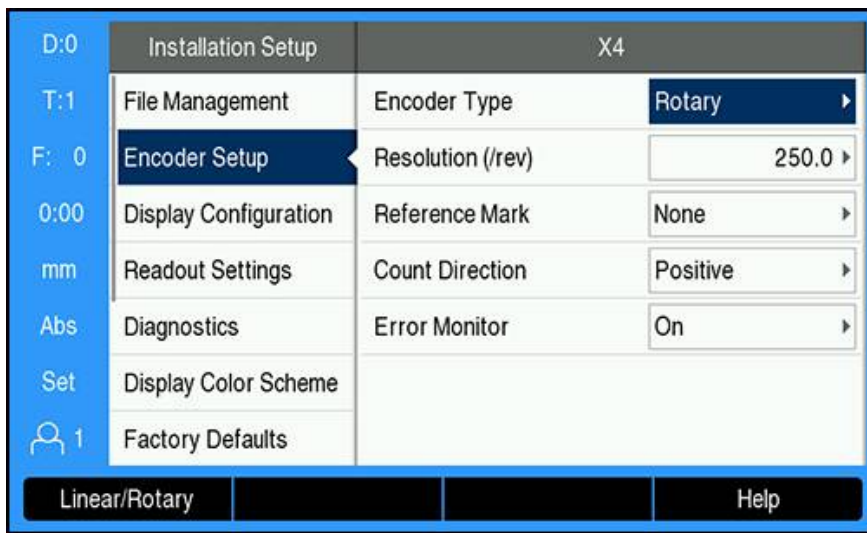 D:0 Installation Setup X4
T:1 File Management Encoder Type Rotary
F: 0 Encoder Setup Resolution (/rev) 250.0
0:00 Display Configuration Reference Mark None
mm Readout Settings Count Direction Positive
Abs Diagnostics Error Monitor On
Set Display Color Scheme
1 Factory Defaults
Linear/Rotary Help